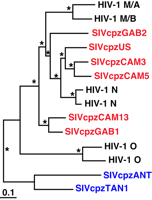 HIV-1 M/A
HIV-1 M/B
SIVcpzGAB2
SIVcpzUS
SIVcpzCAM3
SIVcpzCAM5
HIV-1 N
HIV-1 N
SIVcpzCAM13
SIVcpzGAB1
HIV-1 O
HIV-1 O
SIVcpzANT
SIVcpzTAN1
0.1